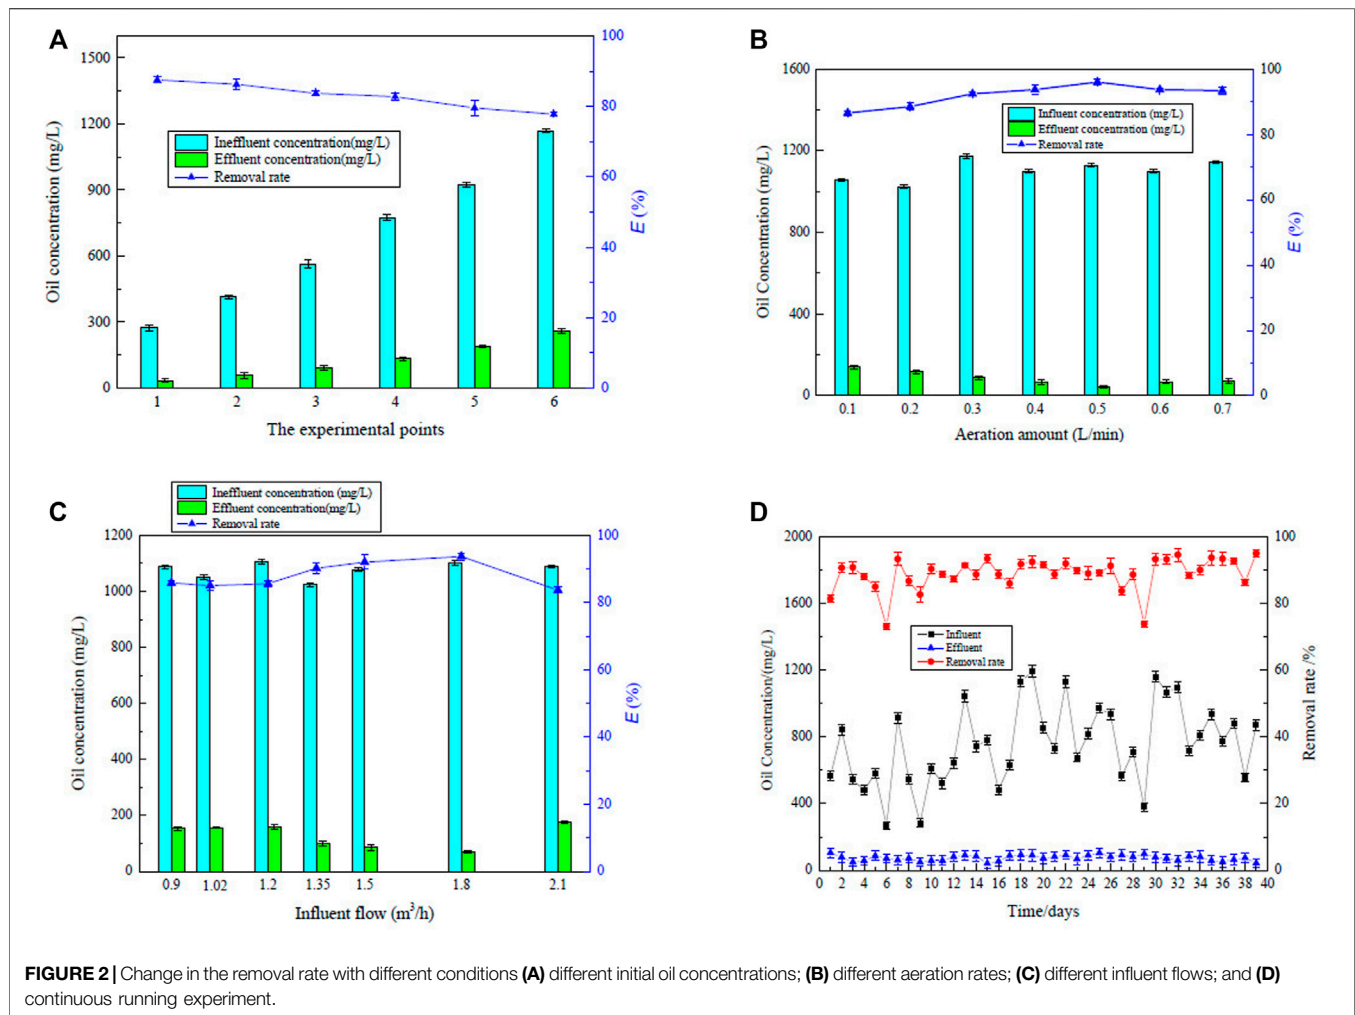 A
1500
1200
900
600
300
0
Oil concentration (mg/L)
Ineffluent concentration(mg/L)
Effluent concentration(mg/L)
Removal rate
100
80
60
40
20
0
E (%)
1 2 3 4 5 6
The experimental points
B
1600
1200
800
400
0
Oil Concentration (mg/L)
Influent concentration (mg/L)
Effluent concentration (mg/L)
Removal rate
100
80
60
40
20
0
E (%)
0.1 0.2 0.3 0.4 0.5 0.6 0.7
Aeration amount (L/min)
C
Ineffluent concentration (mg/L)
Effluent concentration(mg/L)
Removal rate
1200
1000
800
600
400
200
0
Oil concentration (mg/L)
100
80
60
40
20
0
E (%)
0.9 1.02 1.2 1.35 1.5 1.8 2.1
Influent flow (m³/h)
D
2000
1600
1200
800
400
0
Oil Concentration/(mg/L)
Influent
Effluent
Removal rate
100
80
60
40
20
0
Removal rate /%
0 2 4 6 8 10 12 14 16 18 20 22 24 26 28 30 32 34 36 38 40
Time/days
FIGURE 2 | Change in the removal rate with different conditions (A) different initial oil concentrations; (B) different aeration rates; (C) different influent flows; and (D)
continuous running experiment.